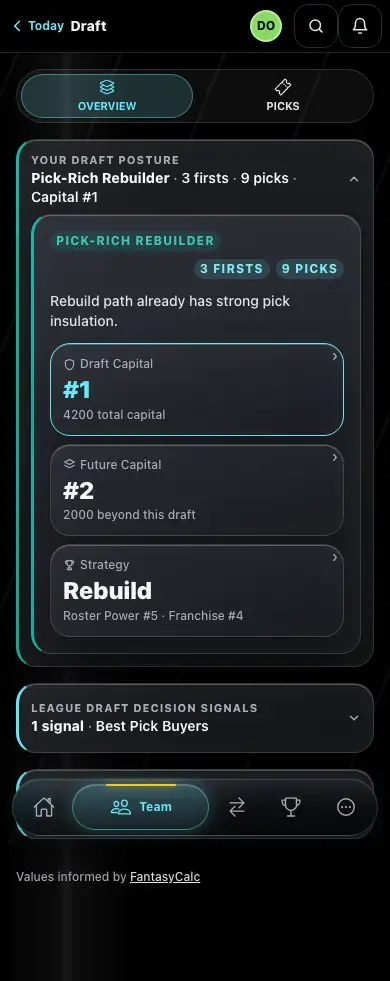 Today Draft
DO
OVERVIEW
PICKS
YOUR DRAFT POSTURE
Pick-Rich Rebuilder · 3 firsts · 9 picks ·
Capital #1
PICK-RICH REBUILDER
3 FIRSTS 9 PICKS
Rebuild path already has strong pick
insulation.
Draft Capital
#1
4200 total capital
Future Capital
#2
2000 beyond this draft
Strategy
Rebuild
Roster Power #5 · Franchise #4
LEAGUE DRAFT DECISION SIGNALS
1 signal · Best Pick Buyers
Team
Values informed by FantasyCalc